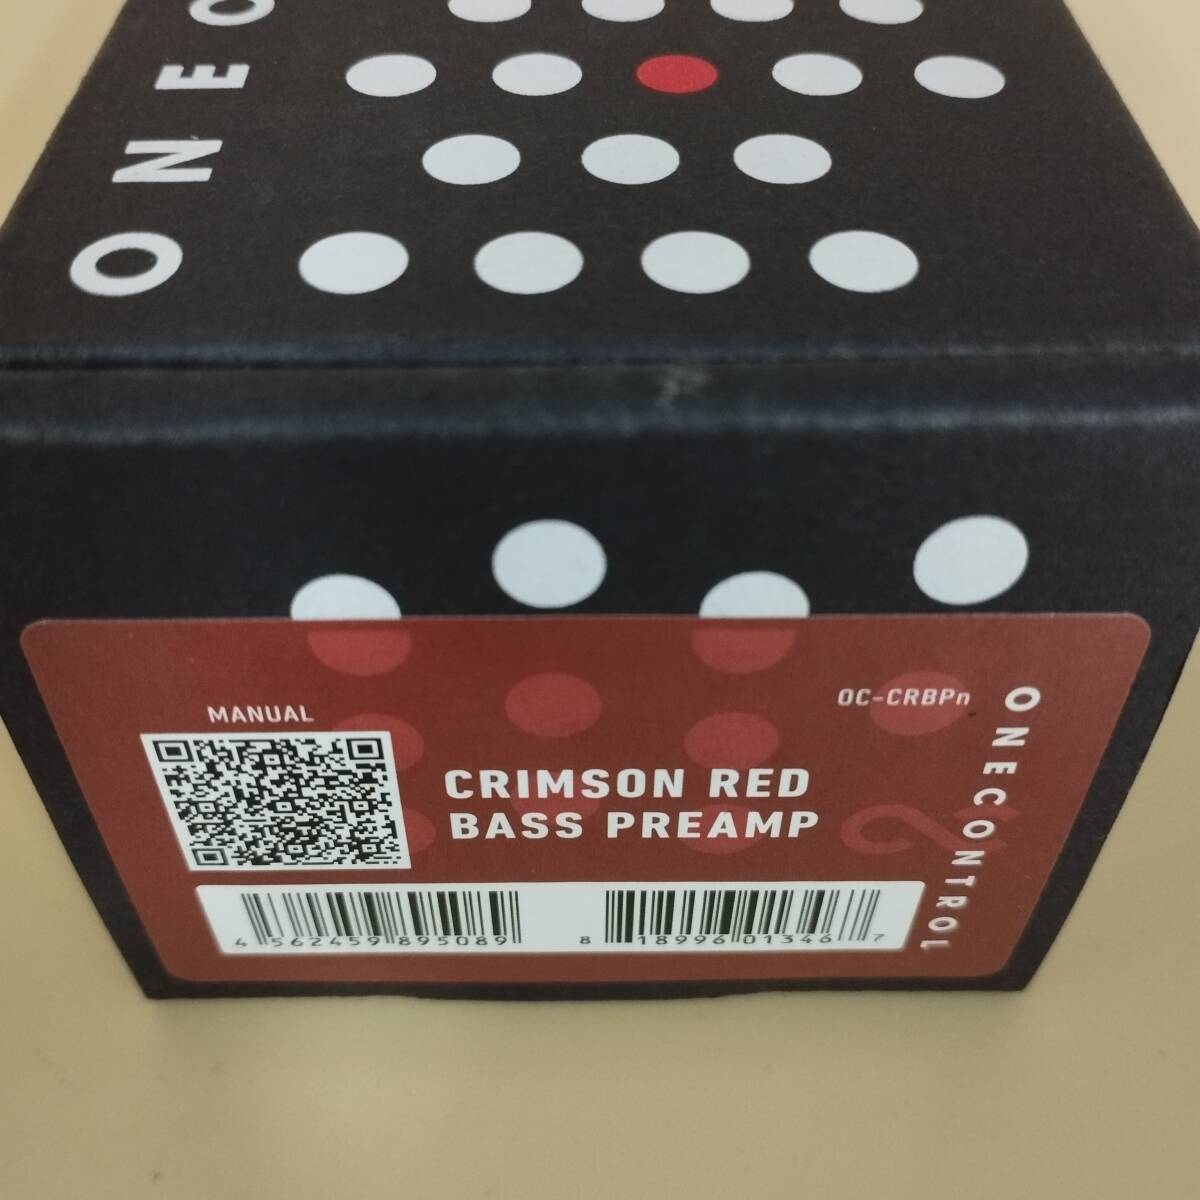 ONEC
MANUAL
OC-CRBPn
CRIMSON RED
BASS PREAMP
ONECONTROL
4 562459 895089
8 18996 01346 7